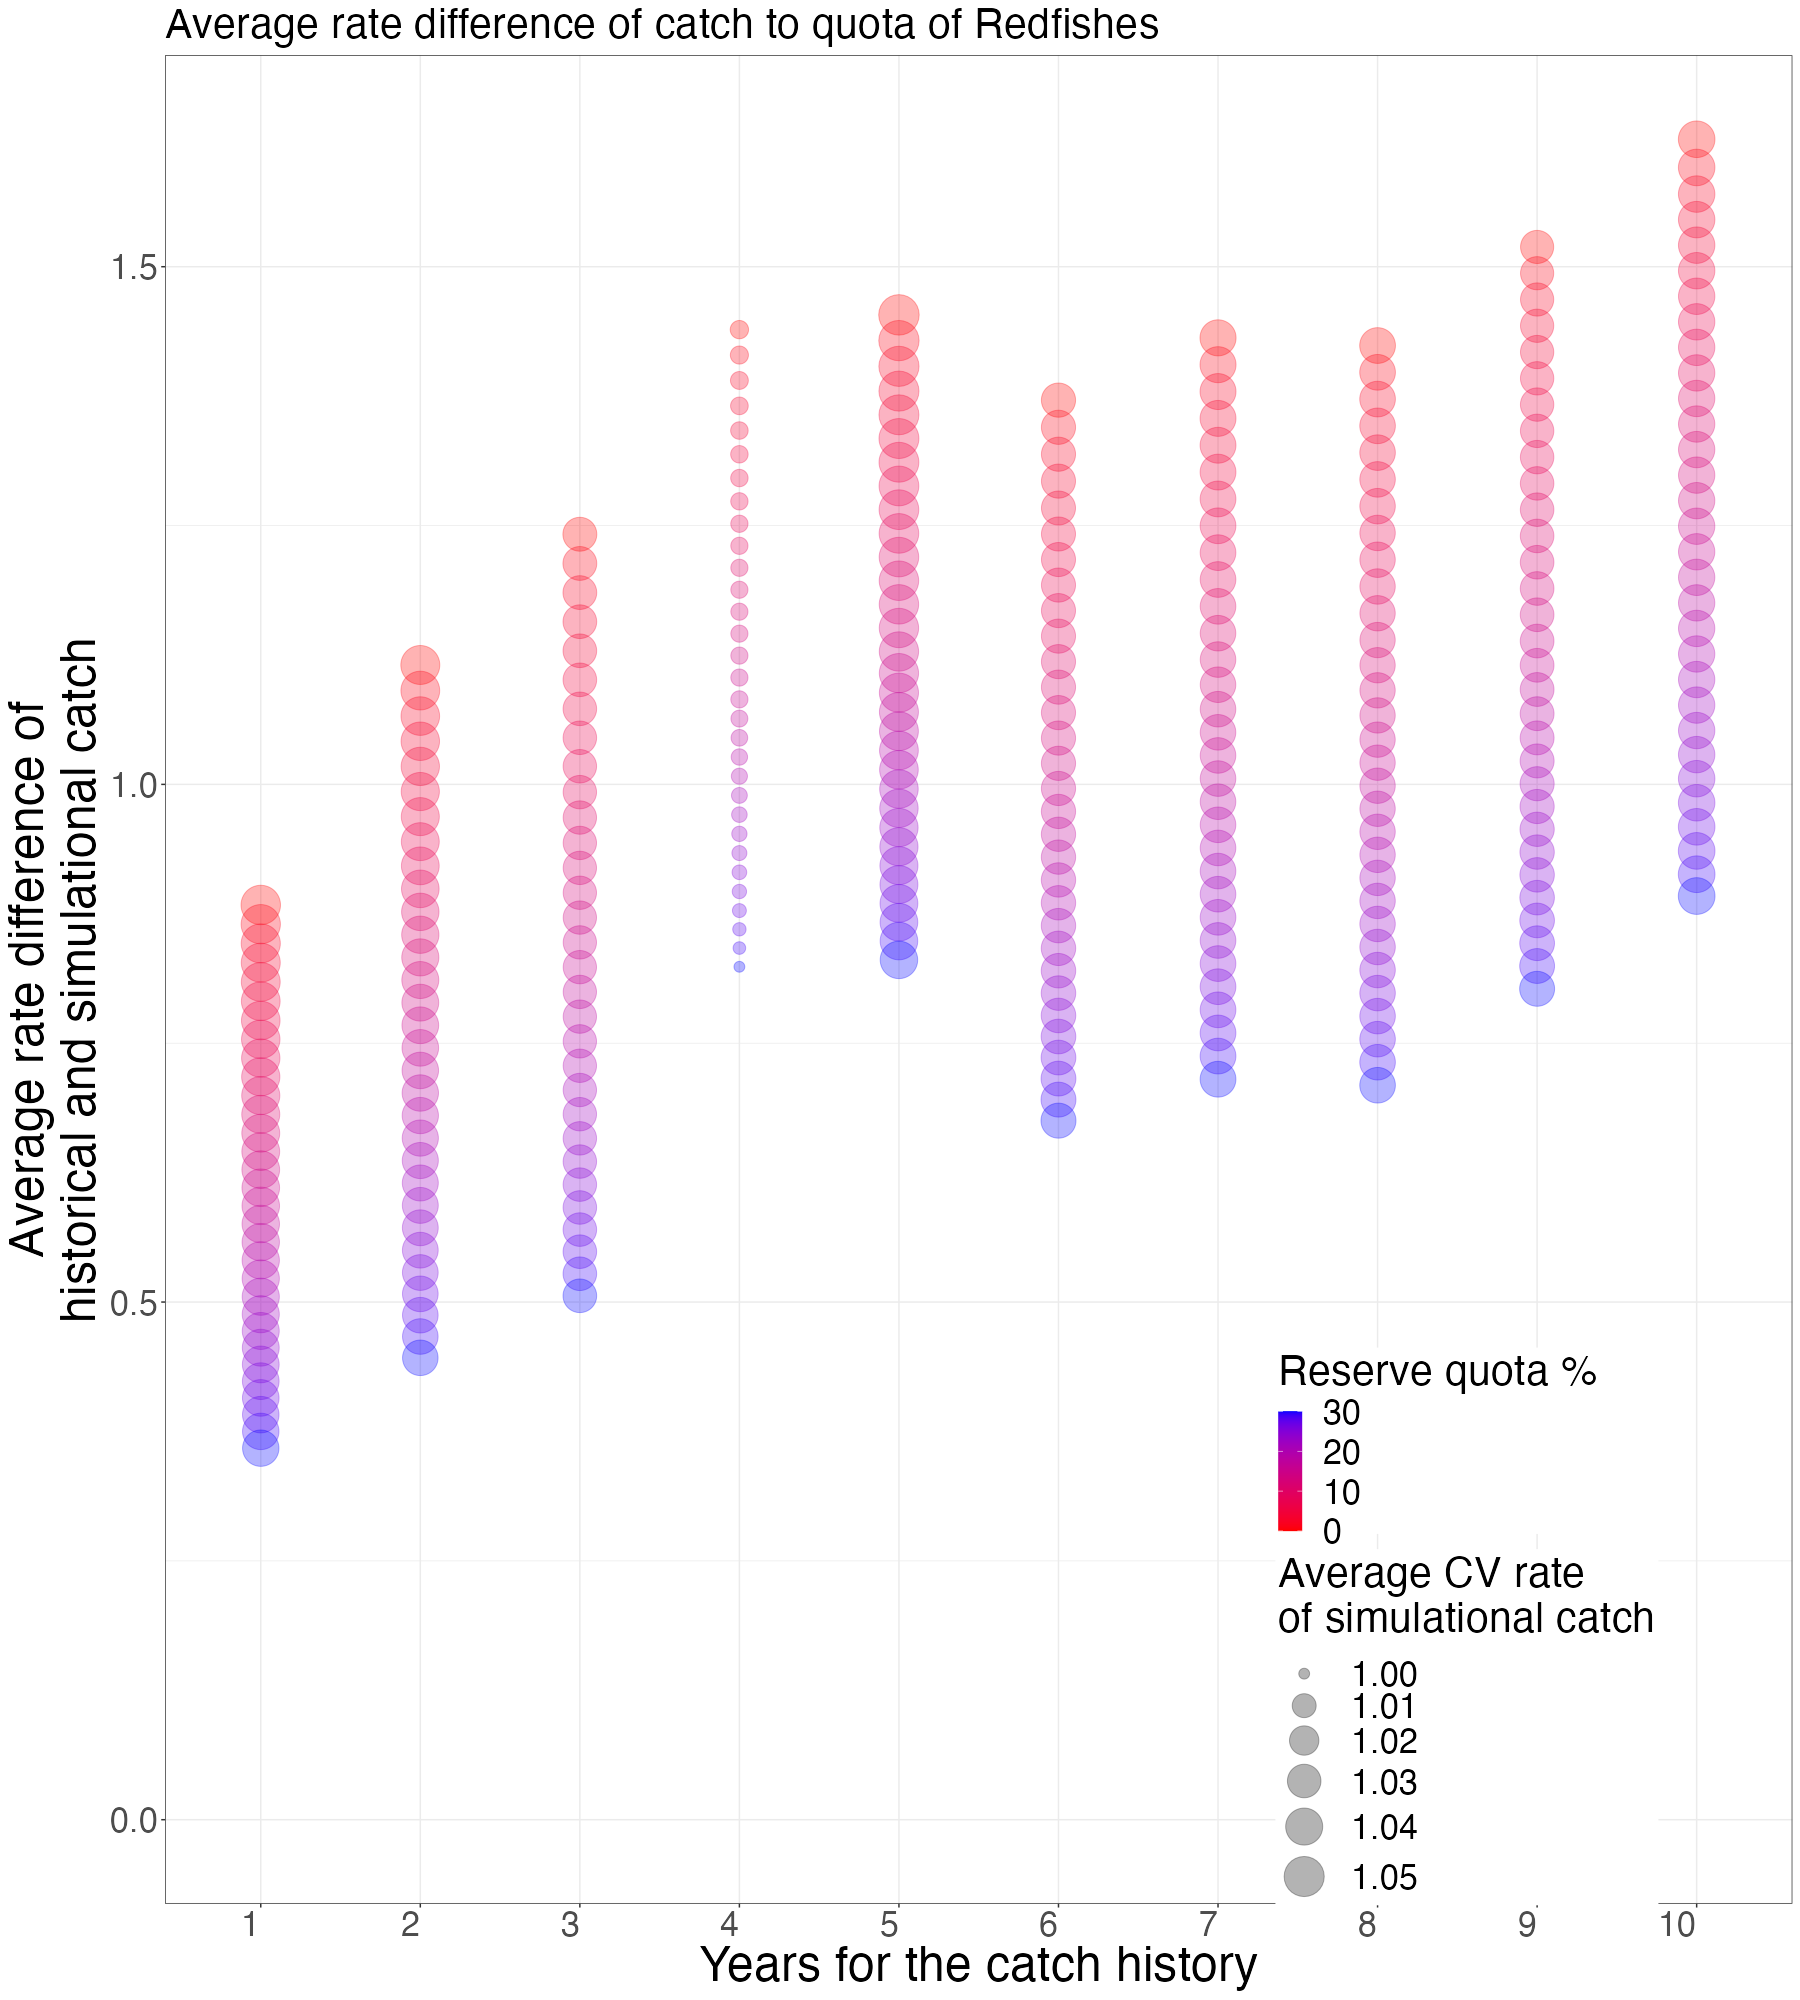 Average rate difference of catch to quota of Redfishes
Average rate difference of
historical and simulational catch
1.5
1.0
0.5
0.0
Reserve quota %
30
20
10
0
Average CV rate
of simulational catch
1.00
1.01
1.02
1.03
1.04
1.05
1 2 3 4 5 6 7 8 9 10
Years for the catch history